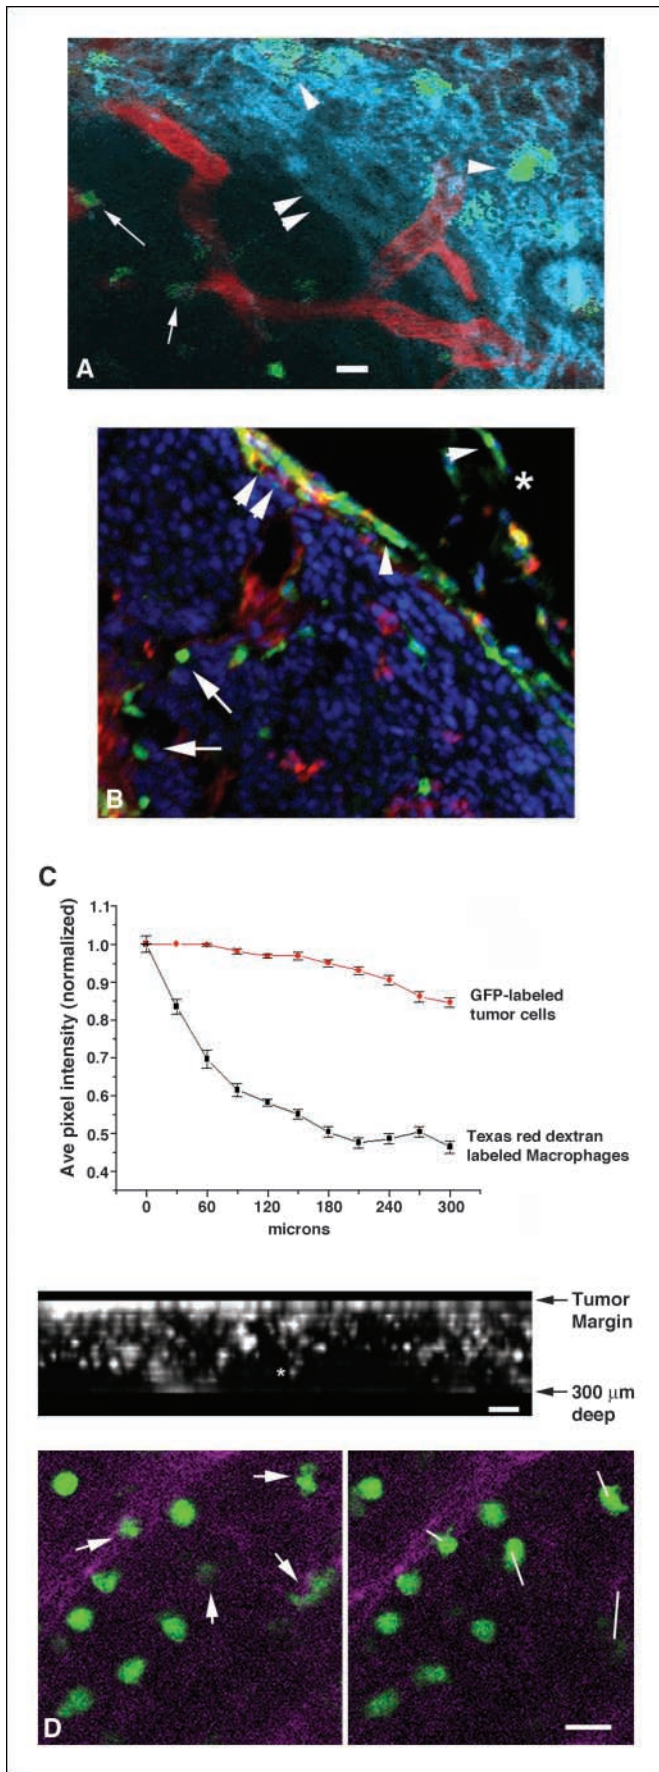 A
*
B
C
Ave pixel intensity (normalized)
1.1
1.0
0.9
0.8
0.7
0.6
0.5
0.4
GFP-labeled
tumor cells
Texas red dextran
labeled Macrophages
0
60
120
180
240
300
microns
Tumor
Margin
*
300 μm
deep
D